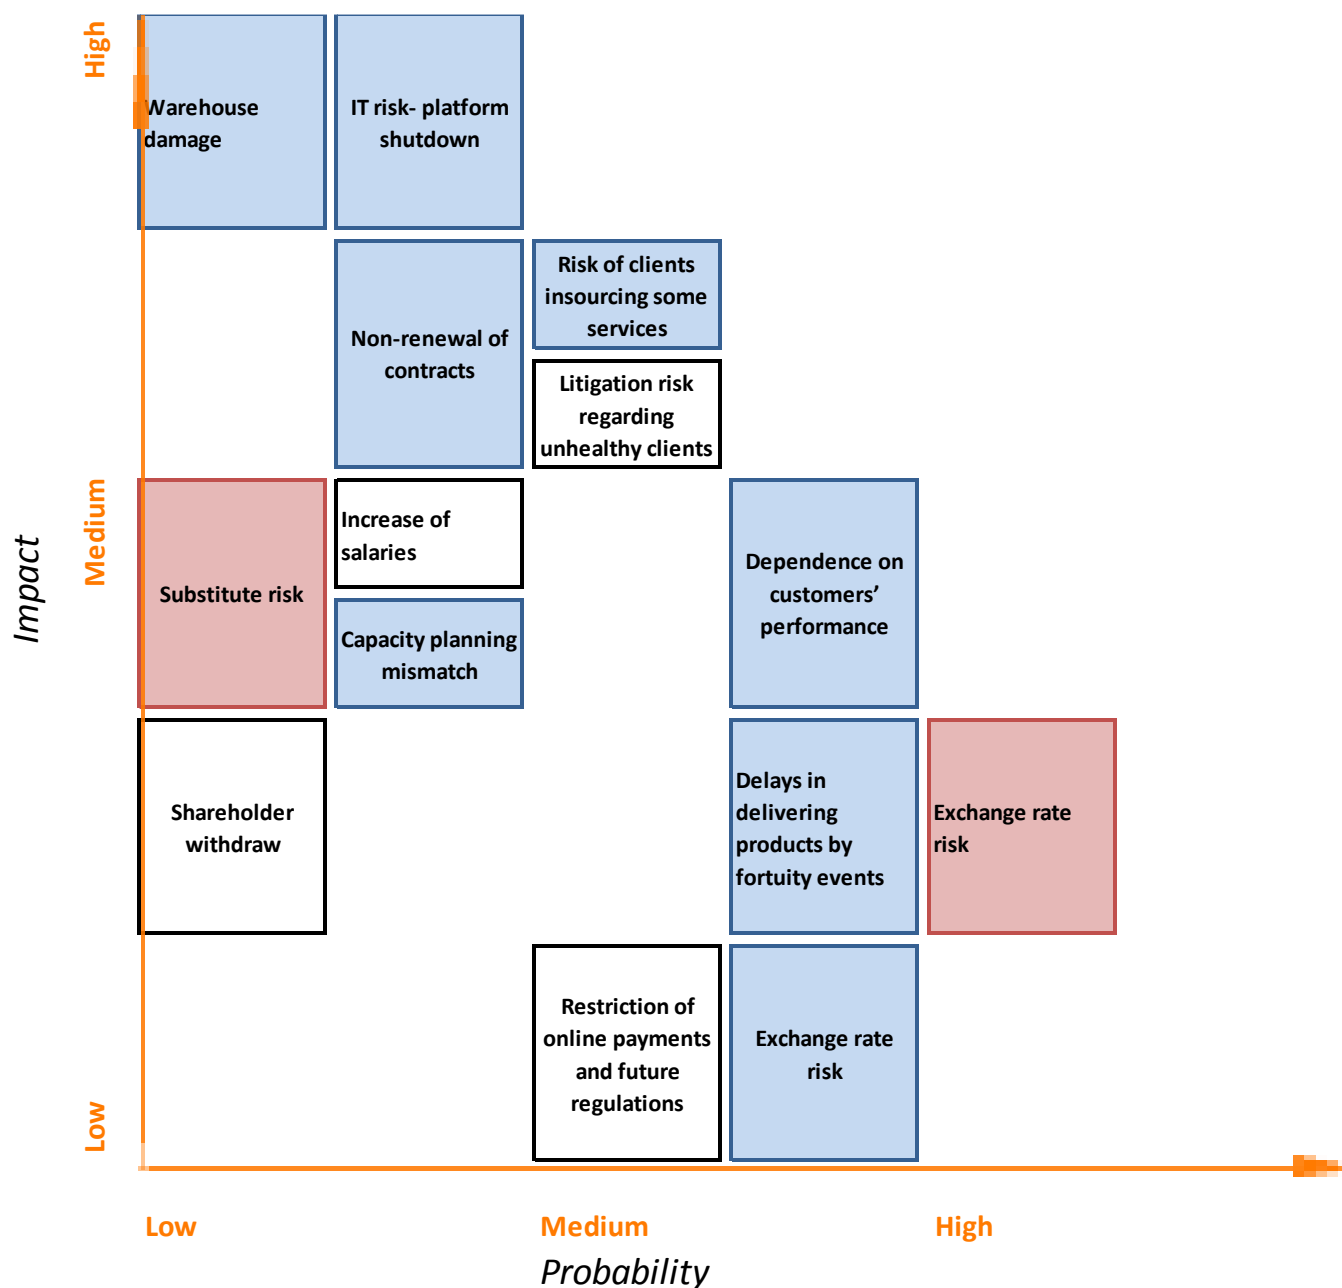 High
Warehouse
damage
IT risk- platform
shutdown
Non-renewal of
contracts
Risk of clients
insourcing some
services
Litigation risk
regarding
unhealthy clients
Impact
Medium
Substitute risk
Increase of
salaries
Capacity planning
mismatch
Dependence on
customers’
performance
Shareholder
withdraw
Delays in
delivering
products by
fortuity events
Exchange rate
risk
Low
Restriction of
online payments
and future
regulations
Exchange rate
risk
Low
Medium
High
Probability